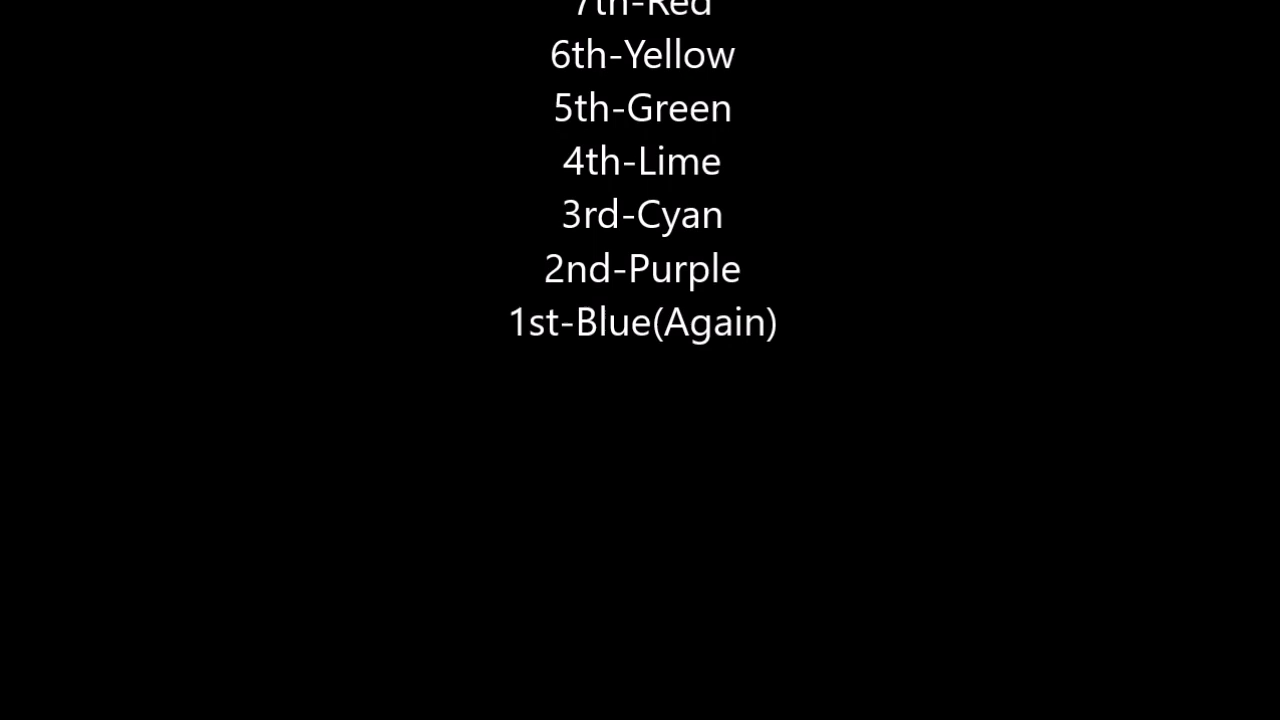 7th-Red
6th-Yellow
5th-Green
4th-Lime
3rd-Cyan
2nd-Purple
1st-Blue(Again)